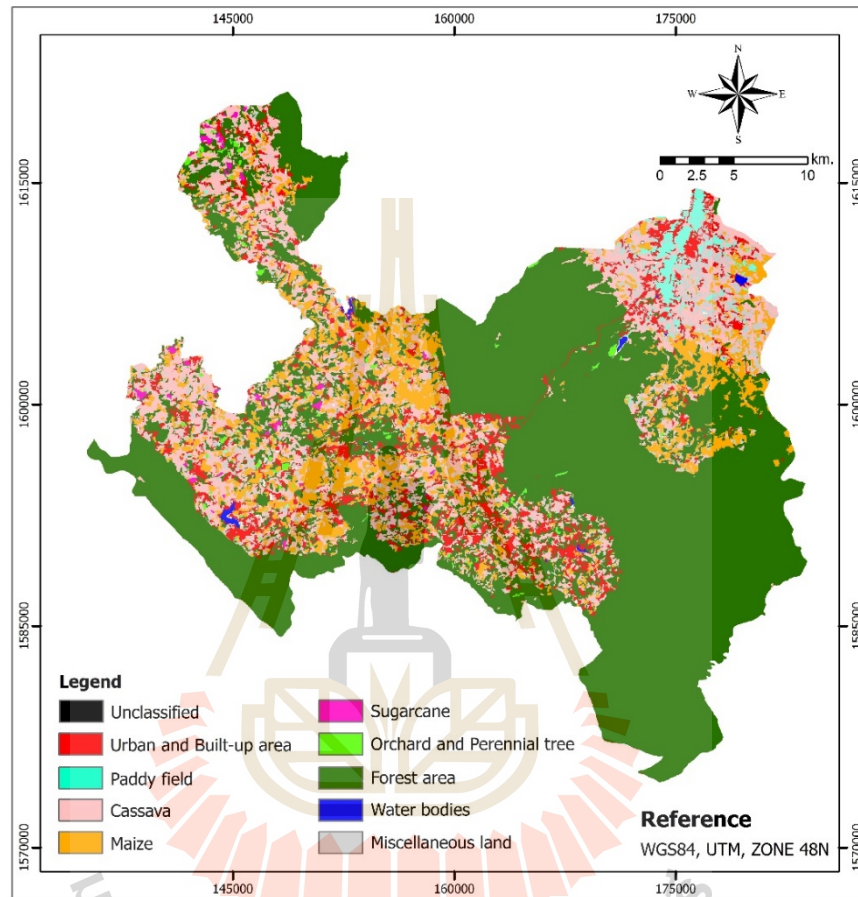 145000 160000 175000
N
W E
S
km.
0 2.5 5 10
1615000 1615000
1600000 1600000
1585000 1585000
1570000 1570000
Legend
Unclassified
Urban and Built-up area
Paddy field
Cassava
Maize
Sugarcane
Orchard and Perennial tree
Forest area
Water bodies
Miscellaneous land
Reference
WGS84, UTM, ZONE 48N
145000 160000 175000